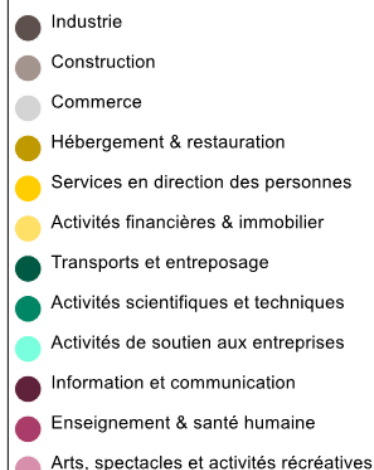 Industrie
Construction
Commerce
Hébergement & restauration
Services en direction des personnes
Activités financières & immobilier
Transports et entreposage
Activités scientifiques et techniques
Activités de soutien aux entreprises
Information et communication
Enseignement & santé humaine
Arts, spectacles et activités récréatives